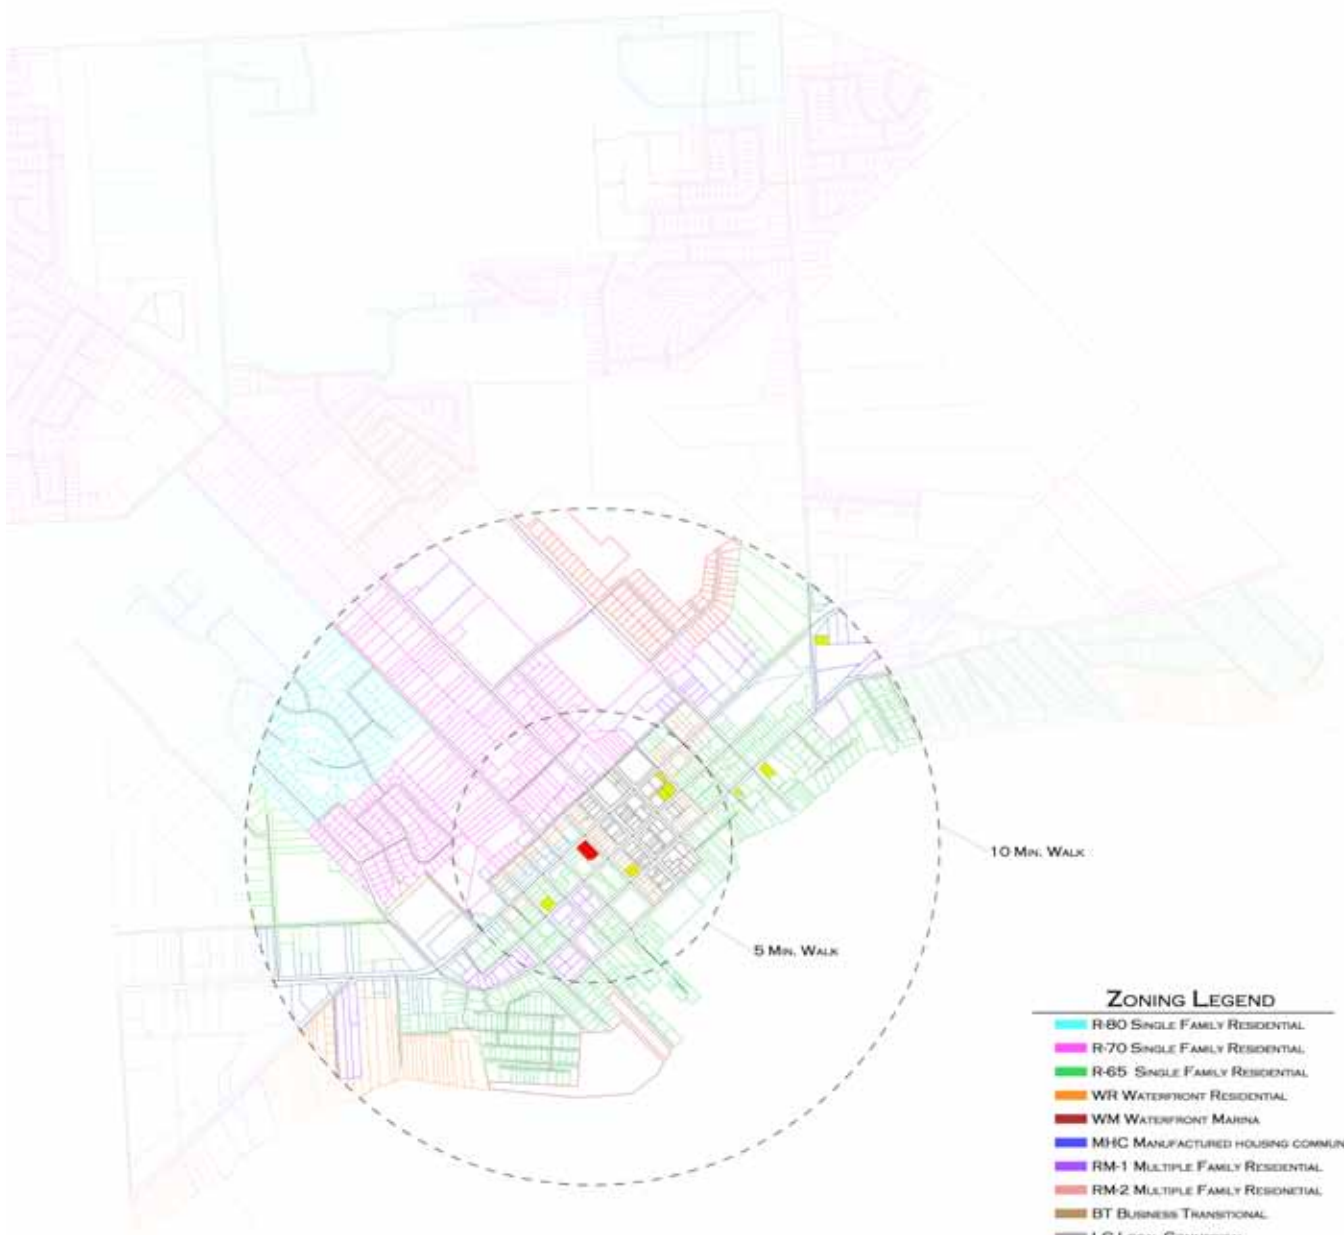 10 Min. Walk
5 Min. Walk
Zoning Legend
R-80 Single Family Residential
R-70 Single Family Residential
R-65 Single Family Residential
WR Waterfront Residential
WM Waterfront Marina
MHC Manufactured housing commun
RM-1 Multiple Family Residential
RM-2 Multiple Family Residnetial
BT Business Transitional